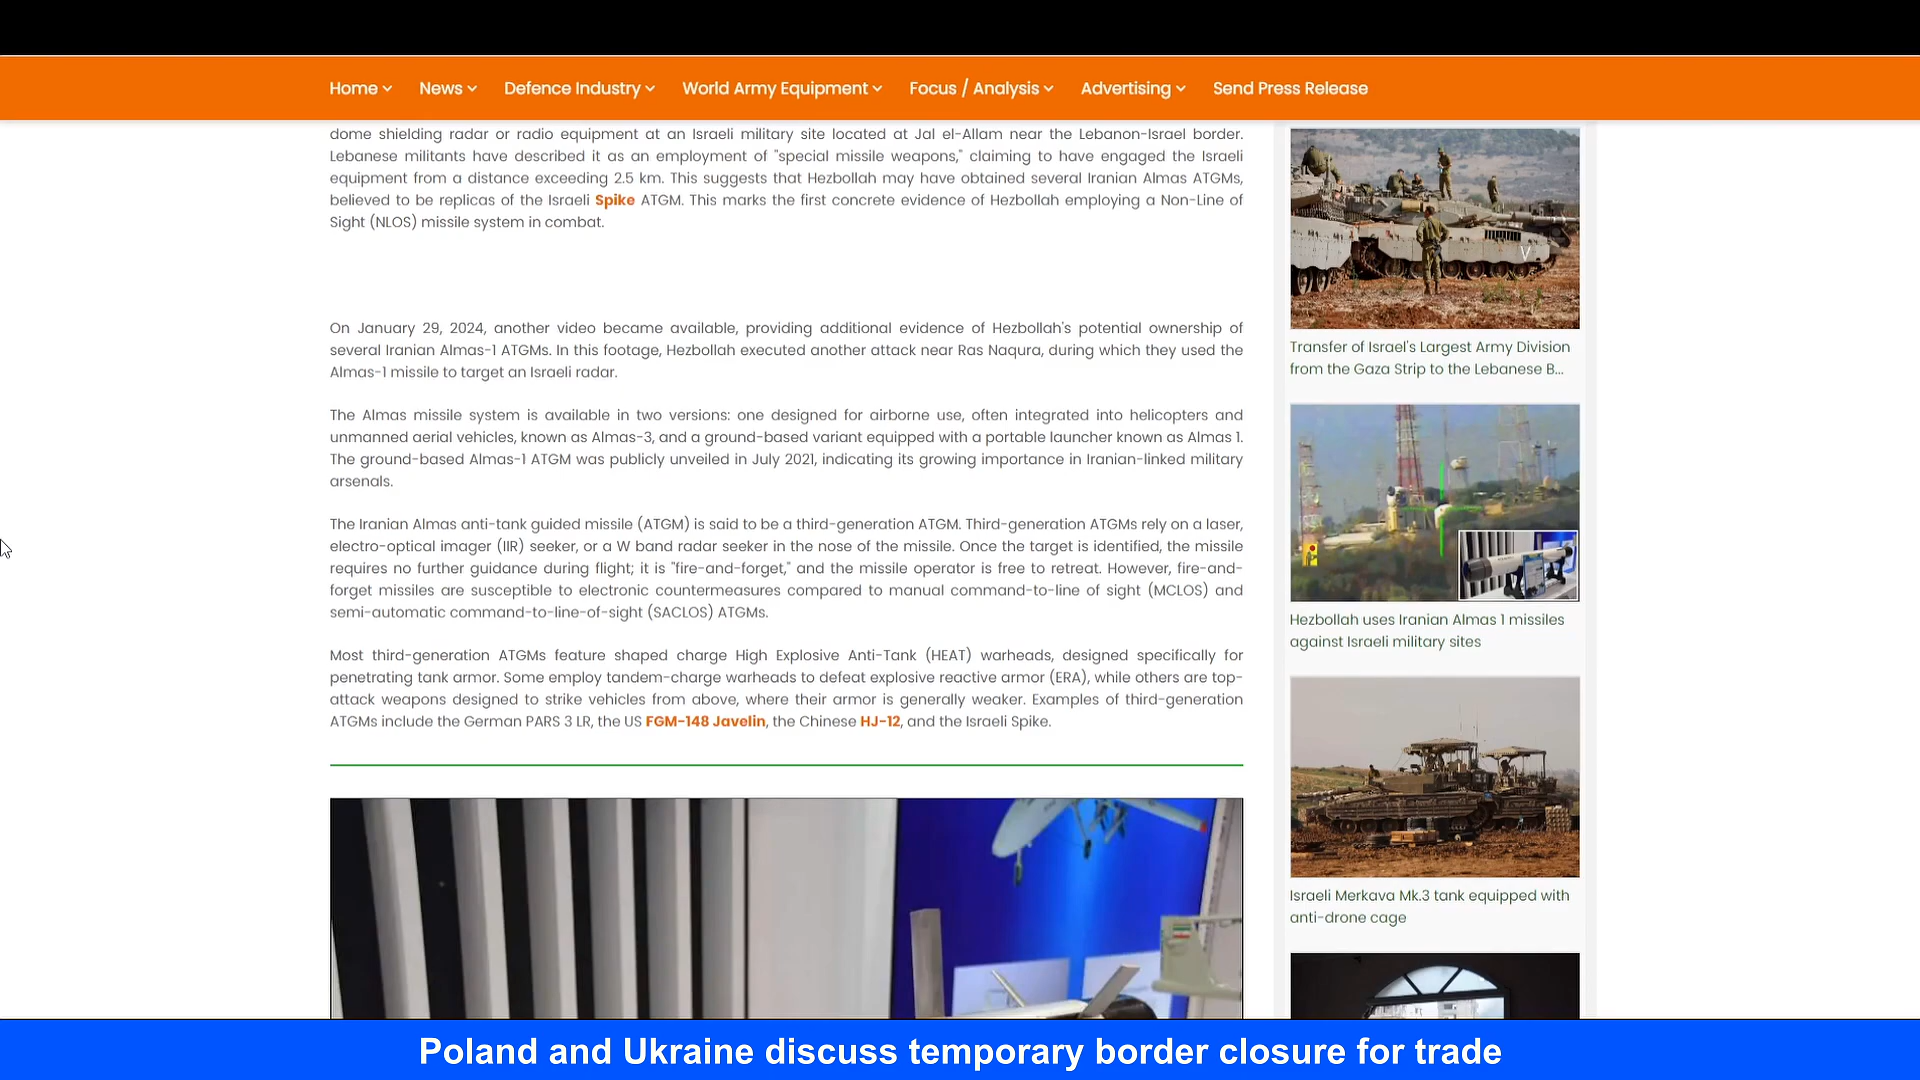 Home News Defence Industry World Army Equipment Focus / Analysis Advertising Send Press Release
dome shielding radar or radio equipment at an Israeli military site located at Jal el-Allam near the Lebanon-Israel border.
Lebanese militants have described it as an employment of "special missile weapons," claiming to have engaged the Israeli
equipment from a distance exceeding 2.5 km. This suggests that Hezbollah may have obtained several Iranian Almas ATGMs,
believed to be replicas of the Israeli Spike ATGM. This marks the first concrete evidence of Hezbollah employing a Non-Line of
Sight (NLOS) missile system in combat.
On January 29, 2024, another video became available, providing additional evidence of Hezbollah's potential ownership of
several Iranian Almas-1 ATGMs. In this footage, Hezbollah executed another attack near Ras Naqura, during which they used the
Almas-1 missile to target an Israeli radar.
The Almas missile system is available in two versions: one designed for airborne use, often integrated into helicopters and
unmanned aerial vehicles, known as Almas-3, and a ground-based variant equipped with a portable launcher known as Almas 1.
The ground-based Almas-1 ATGM was publicly unveiled in July 2021, indicating its growing importance in Iranian-linked military
arsenals.
The Iranian Almas anti-tank guided missile (ATGM) is said to be a third-generation ATGM. Third-generation ATGMs rely on a laser,
electro-optical imager (IIR) seeker, or a W band radar seeker in the nose of the missile. Once the target is identified, the missile
requires no further guidance during flight; it is "fire-and-forget," and the missile operator is free to retreat. However, fire-and-
forget missiles are susceptible to electronic countermeasures compared to manual command-to-line of sight (MCLOS) and
semi-automatic command-to-line-of-sight (SACLOS) ATGMs.
Most third-generation ATGMs feature shaped charge High Explosive Anti-Tank (HEAT) warheads, designed specifically for
penetrating tank armor. Some employ tandem-charge warheads to defeat explosive reactive armor (ERA), while others are top-
attack weapons designed to strike vehicles from above, where their armor is generally weaker. Examples of third-generation
ATGMs include the German PARS 3 LR, the US FGM-148 Javelin, the Chinese HJ-12, and the Israeli Spike.
Transfer of Israel's Largest Army Division
from the Gaza Strip to the Lebanese B...
Hezbollah uses Iranian Almas 1 missiles
against Israeli military sites
Israeli Merkava Mk.3 tank equipped with
anti-drone cage
Poland and Ukraine discuss temporary border closure for trade